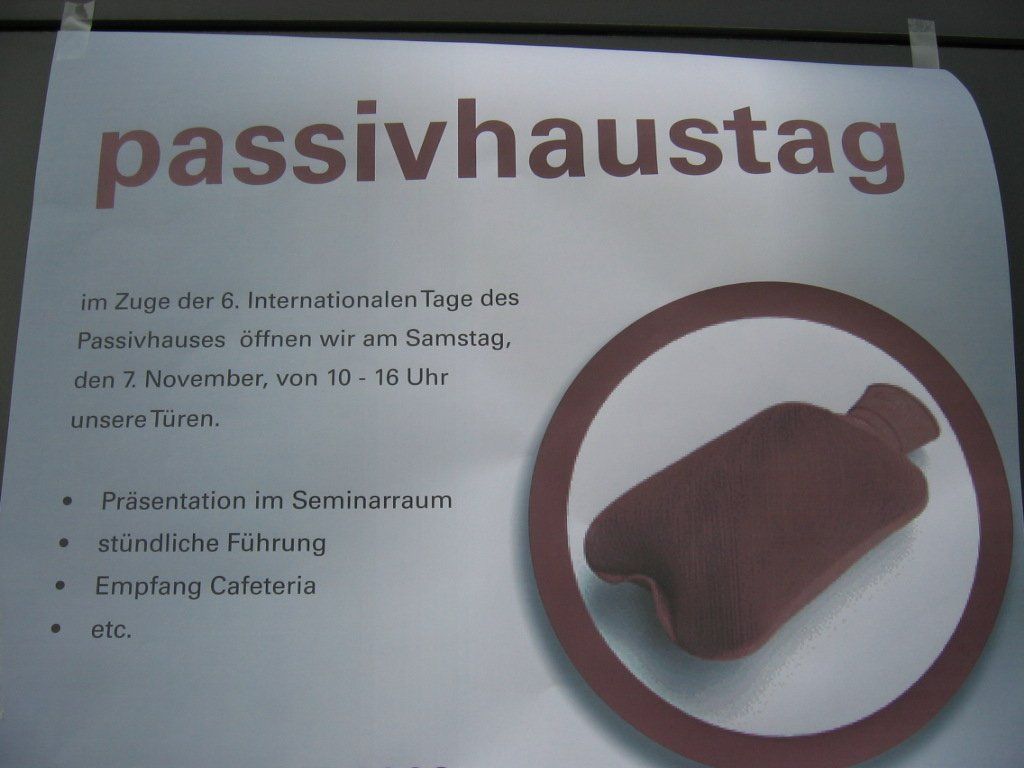 passivhaustag
im Zuge der 6. Internationalen Tage des
Passivhauses öffnen wir am Samstag,
den 7. November, von 10 - 16 Uhr
unsere Türen.
• Präsentation im Seminarraum
• stündliche Führung
• Empfang Cafeteria
• etc.